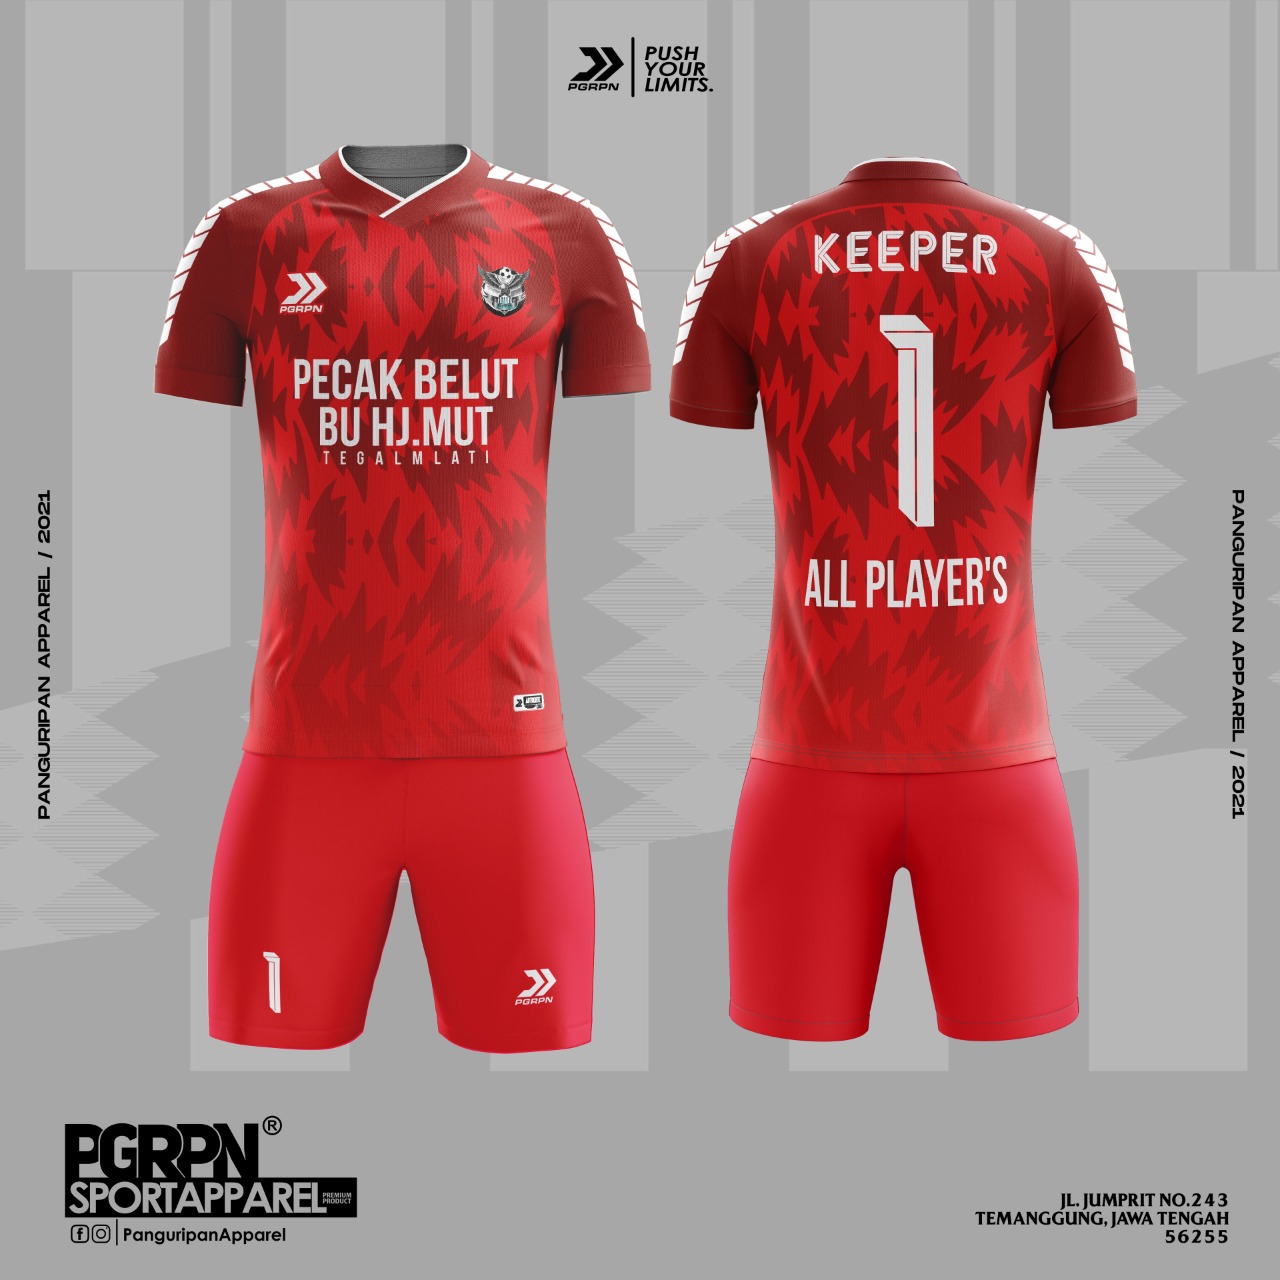 PGRPN
PUSH
YOUR
LIMITS.
PGRPN
PECAK BELUT
BU HJ.MUT
TEGALMLATI
1
PGRPN
KEEPER
1
ALL PLAYER'S
PANGURIPAN APPAREL / 2021
PANGURIPAN APPAREL / 2021
PGRPN®
SPORTAPPAREL
PREMIUM
PRODUCT
PanguripanApparel
JL. JUMPRIT NO.243
TEMANGGUNG, JAWA TENGAH
56255